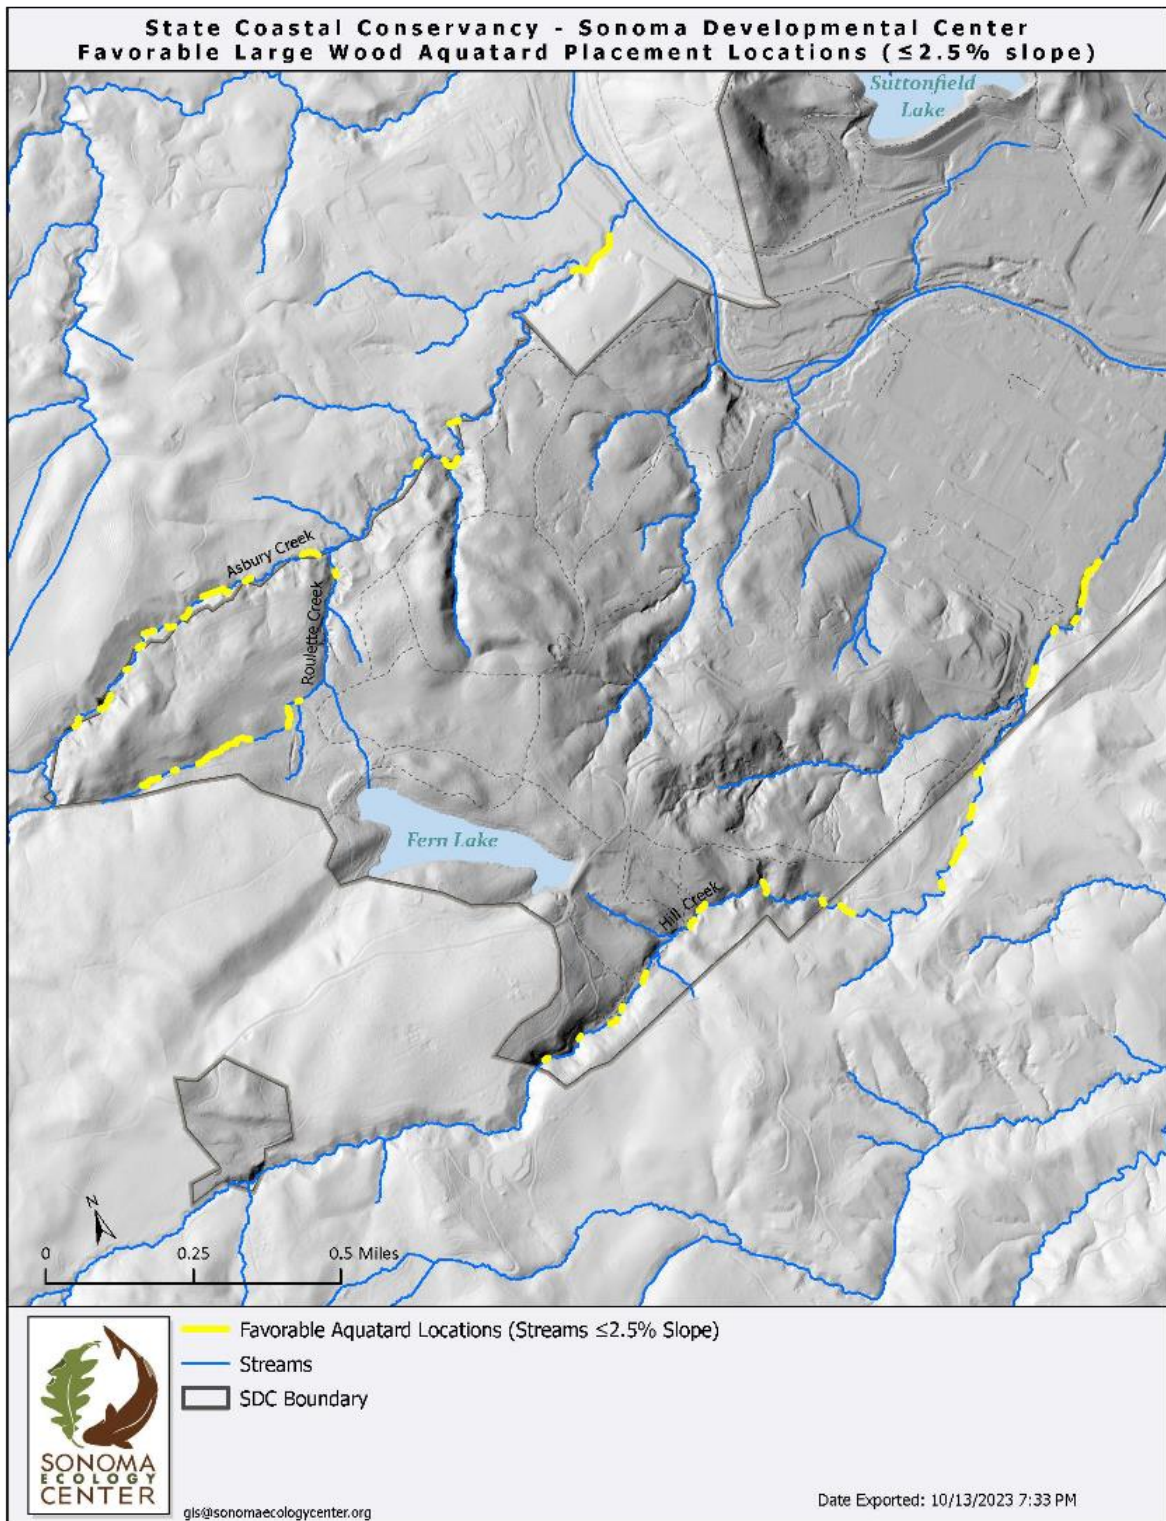 State Coastal Conservancy - Sonoma Developmental Center
Favorable Large Wood Aquatard Placement Locations (≤2.5% slope)
Suttonfield
Lake
Asbury Creek
Roulette Creek
Fern Lake
Hill Creek
N
0 0.25 0.5 Miles
Favorable Aquatard Locations (Streams ≤2.5% Slope)
Streams
SDC Boundary
SONOMA
ECOLOGY
CENTER
gis@sonomaecologycenter.org
Date Exported: 10/13/2023 7:33 PM